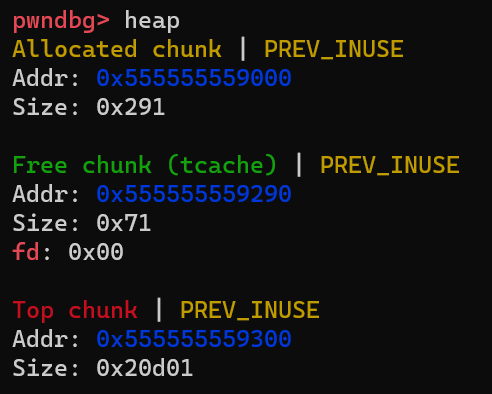 pwndbg> heap
Allocated chunk | PREV_INUSE
Addr: 0x555555559000
Size: 0x291
Free chunk (tcache) | PREV_INUSE
Addr: 0x555555559290
Size: 0x71
fd: 0x00
Top chunk | PREV_INUSE
Addr: 0x555555559300
Size: 0x20d01